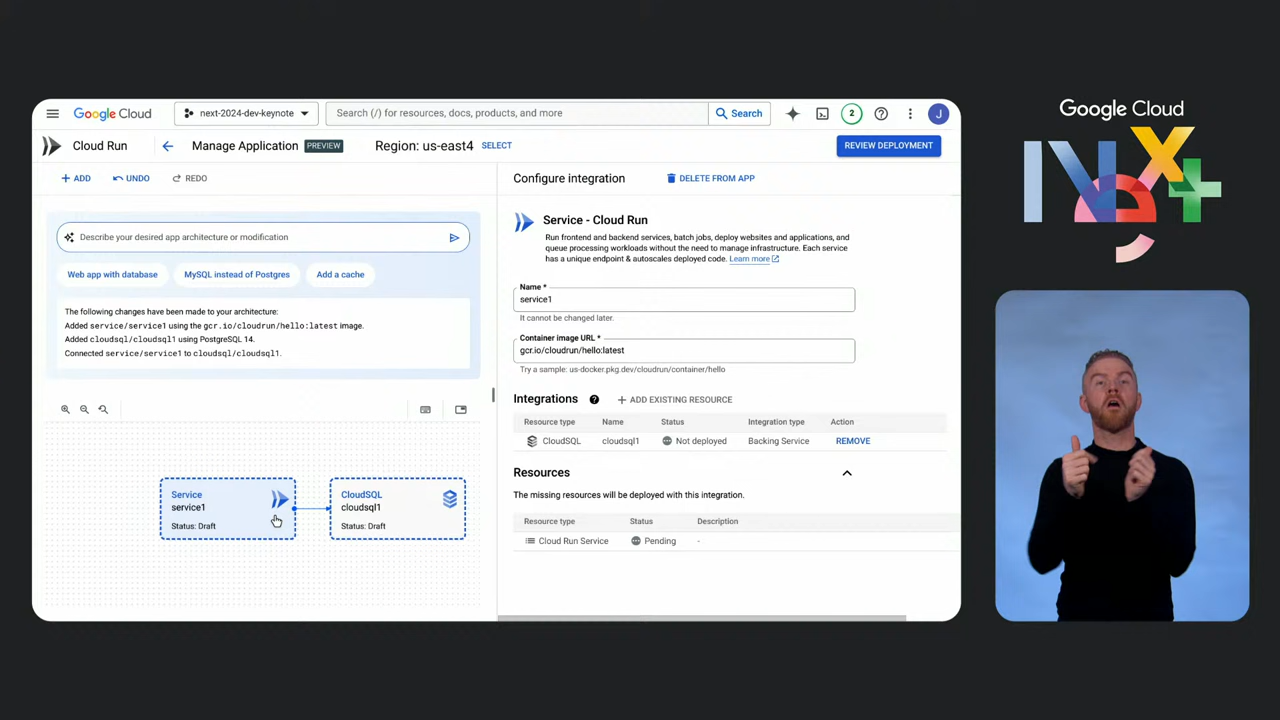 Google Cloud
next-2024-dev-keynote
Search (/) for resources, docs, products, and more
Search
2
J
Cloud Run
Manage Application
PREVIEW
Region: us-east4
SELECT
REVIEW DEPLOYMENT
ADD
UNDO
REDO
Describe your desired app architecture or modification
Web app with database
MySQL instead of Postgres
Add a cache
The following changes have been made to your architecture:
Added service/service1 using the gcr.io/cloudrun/hello:latest image.
Added cloudsql/cloudsql1 using PostgreSQL 14.
Connected service/service1 to cloudsql/cloudsql1.
Service
service1
Status: Draft
CloudSQL
cloudsql1
Status: Draft
Configure integration
DELETE FROM APP
Service - Cloud Run
Run frontend and backend services, batch jobs, deploy websites and applications, and
queue processing workloads without the need to manage infrastructure. Each service
has a unique endpoint & autoscales deployed code. Learn more
Name *
service1
It cannot be changed later.
Container image URL *
gcr.io/cloudrun/hello:latest
Try a sample: us-docker.pkg.dev/cloudrun/container/hello
Integrations
ADD EXISTING RESOURCE
Resource type Name Status Integration type Action
CloudSQL cloudsql1 Not deployed Backing Service REMOVE
Resources
The missing resources will be deployed with this integration.
Resource type Status Description
Cloud Run Service Pending -
Google Cloud
Next